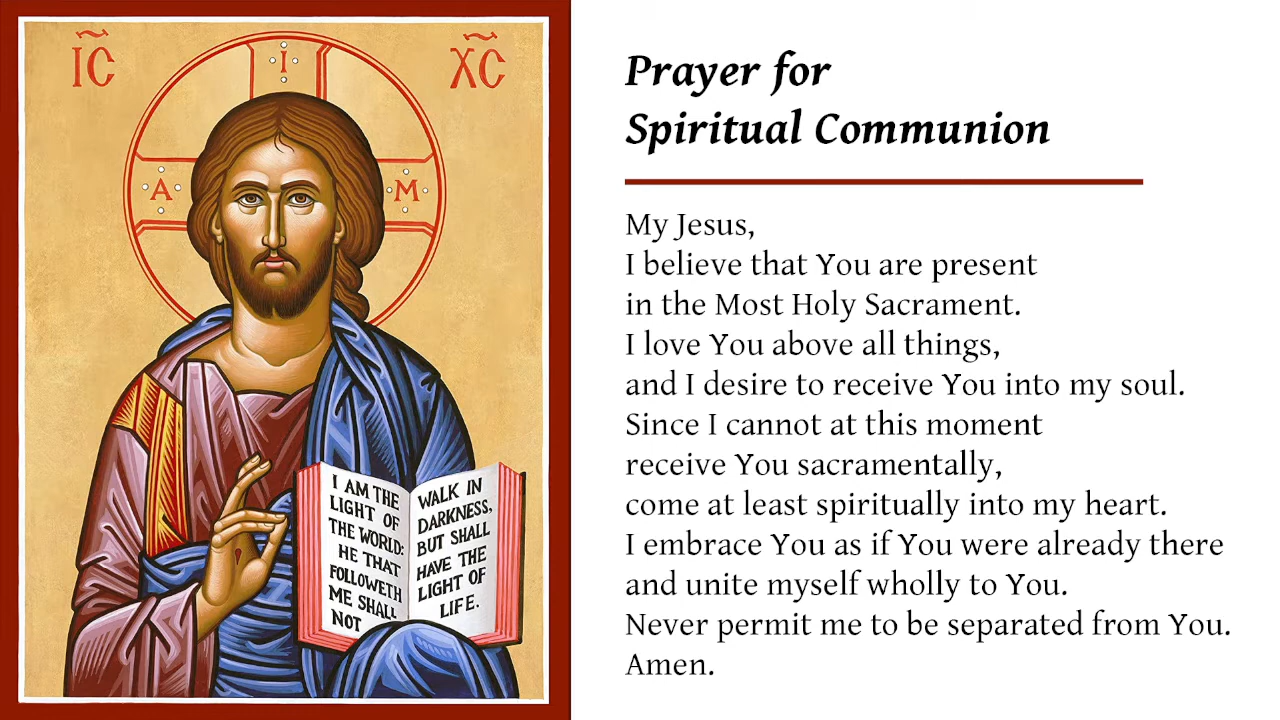 IC XC
I
A M
I AM THE
LIGHT OF
THE WORLD:
HE THAT
FOLLOWETH
ME SHALL
NOT
WALK IN
DARKNESS,
BUT SHALL
HAVE THE
LIGHT OF
LIFE.
Prayer for
Spiritual Communion
My Jesus,
I believe that You are present
in the Most Holy Sacrament.
I love You above all things,
and I desire to receive You into my soul.
Since I cannot at this moment
receive You sacramentally,
come at least spiritually into my heart.
I embrace You as if You were already there
and unite myself wholly to You.
Never permit me to be separated from You.
Amen.